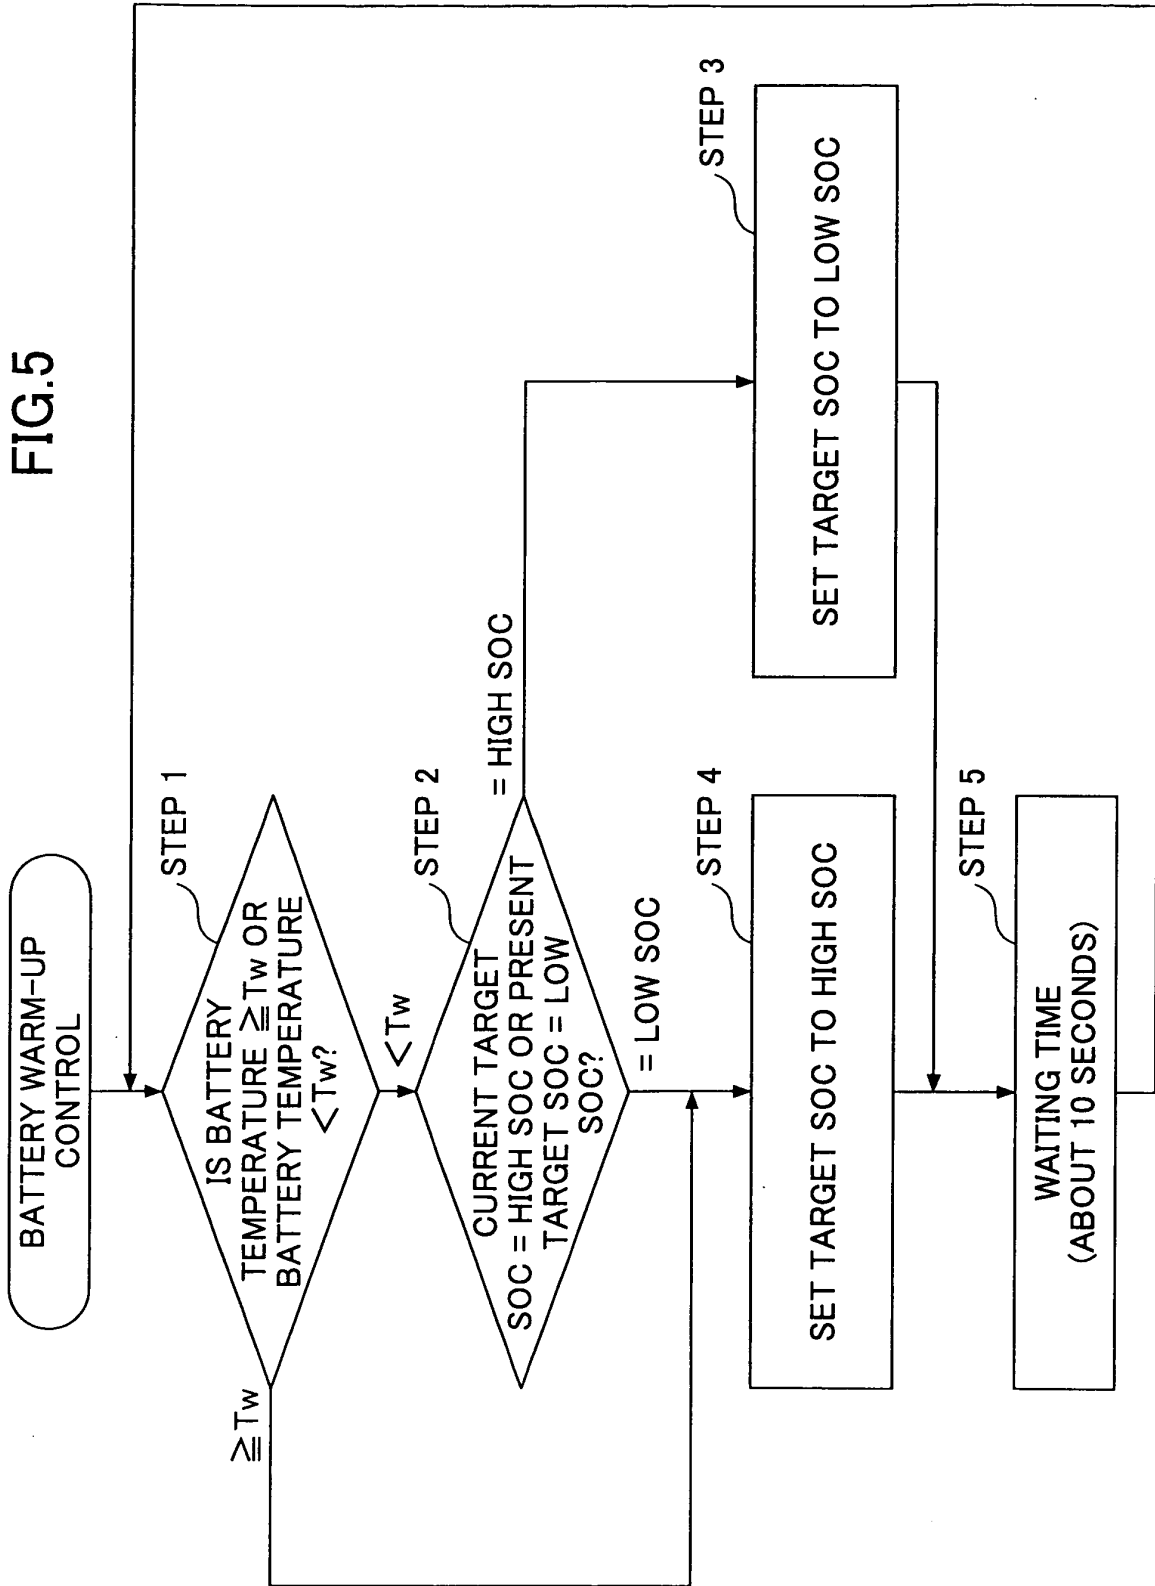 FIG.5
BATTERY WARM-UP
CONTROL
STEP 1
IS BATTERY
TEMPERATURE ≧Tw OR
BATTERY TEMPERATURE
<Tw?
≧Tw
<Tw
STEP 2
CURRENT TARGET
SOC = HIGH SOC OR PRESENT
TARGET SOC = LOW
SOC?
= HIGH SOC
= LOW SOC
STEP 3
SET TARGET SOC TO LOW SOC
STEP 4
SET TARGET SOC TO HIGH SOC
STEP 5
WAITING TIME
(ABOUT 10 SECONDS)